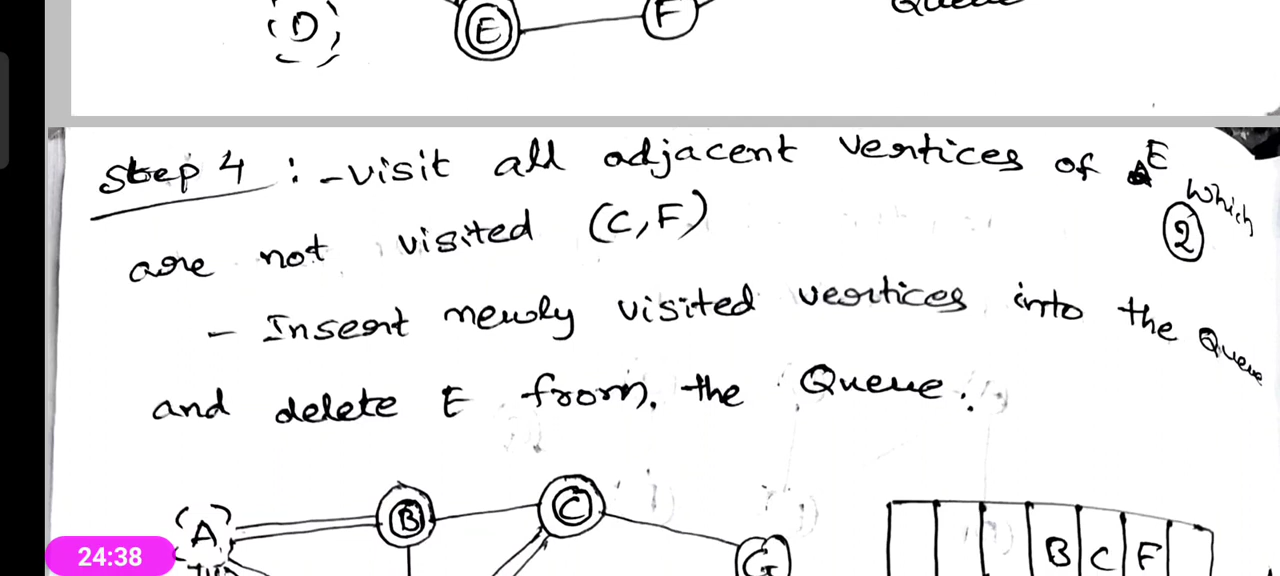 D E F Queue
Step 4 :- visit all adjacent vertices of E which
are not visited (C,F)
2
- Insert newly visited vertices into the Queue
and delete E from the Queue.
A B C G
B C F
24:38